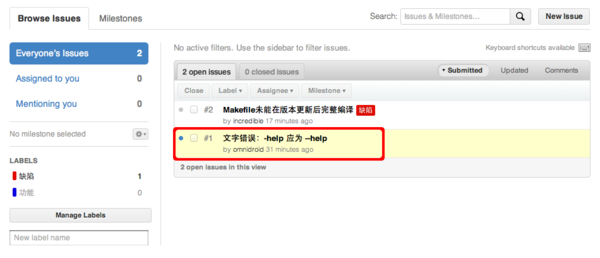 Browse Issues Milestones Search: Issues & Milestones... New Issue
Everyone's Issues 2
Assigned to you 0
Mentioning you 0
No milestone selected
LABELS
缺陷 1
功能 0
Manage Labels
New label name
No active filters. Use the sidebar to filter issues. Keyboard shortcuts available
2 open issues 0 closed issues Submitted Updated Comments
Close Label Assignee Milestone
#2 Makefile未能在版本更新后完整编译 缺陷
by incredible 17 minutes ago
#1 文字错误：-help 应为 --help
by omnidroid 31 minutes ago
2 open issues in this view